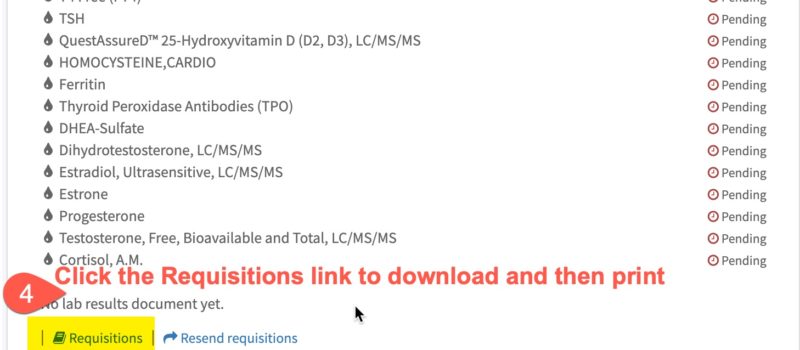 TSH Pending
QuestAssureD™ 25-Hydroxyvitamin D (D2, D3), LC/MS/MS Pending
HOMOCYSTEINE,CARDIO Pending
Ferritin Pending
Thyroid Peroxidase Antibodies (TPO) Pending
DHEA-Sulfate Pending
Dihydrotestosterone, LC/MS/MS Pending
Estradiol, Ultrasensitive, LC/MS/MS Pending
Estrone Pending
Progesterone Pending
Testosterone, Free, Bioavailable and Total, LC/MS/MS Pending
Cortisol, A.M. Pending
Click the Requisitions link to download and then print
4
No lab results document yet.
| Requisitions | Resend requisitions